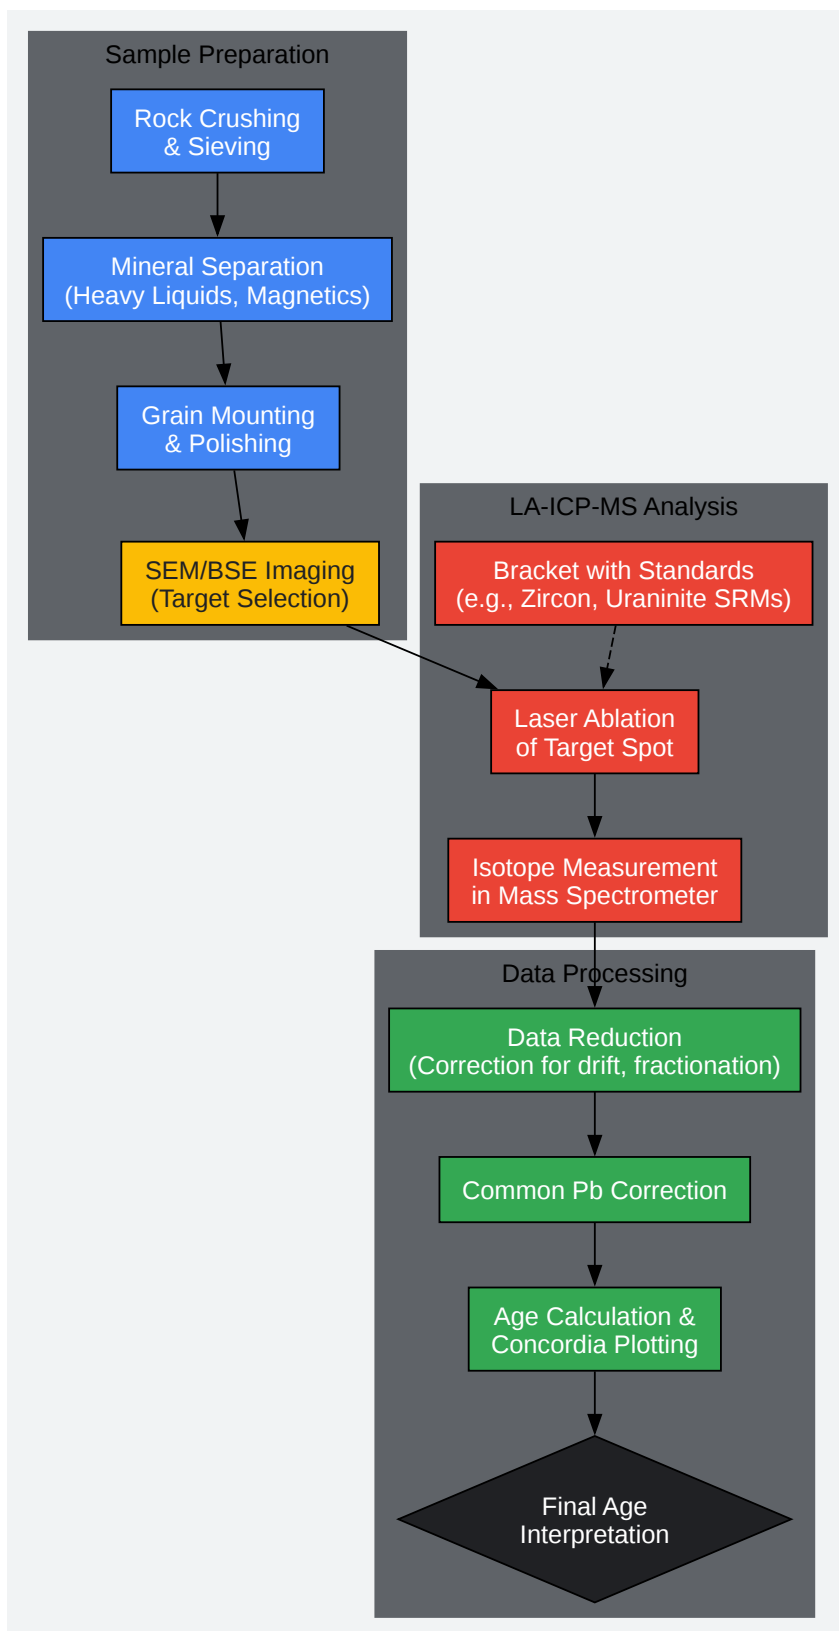 Sample Preparation
Rock Crushing
& Sieving
Mineral Separation
(Heavy Liquids, Magnetics)
Grain Mounting
& Polishing
SEM/BSE Imaging
(Target Selection)
LA-ICP-MS Analysis
Bracket with Standards
(e.g., Zircon, Uraninite SRMs)
Laser Ablation
of Target Spot
Isotope Measurement
in Mass Spectrometer
Data Processing
Data Reduction
(Correction for drift, fractionation)
Common Pb Correction
Age Calculation &
Concordia Plotting
Final Age
Interpretation